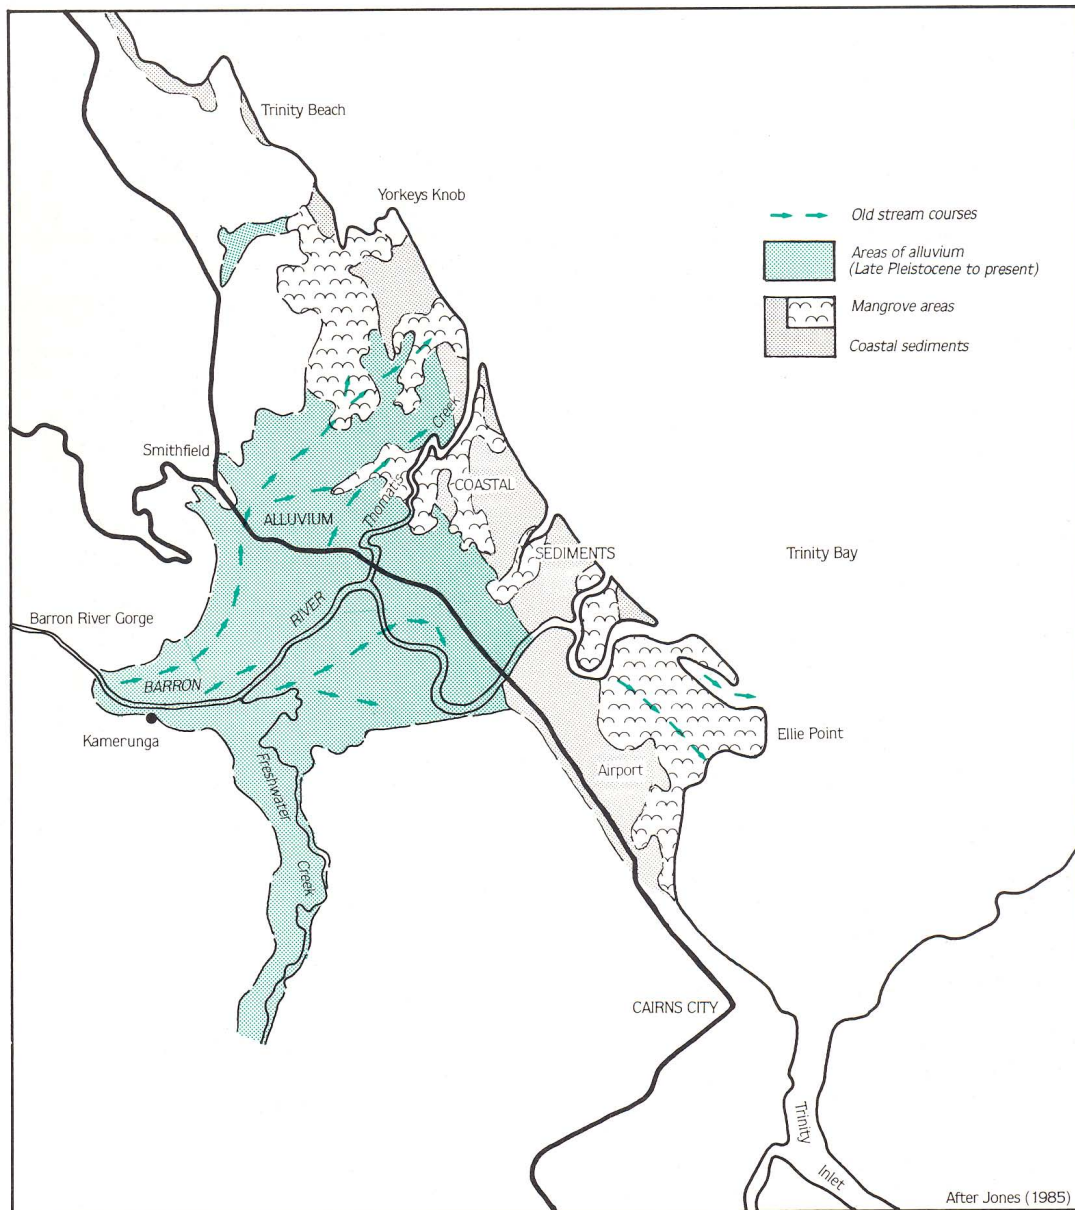 Trinity Beach
Yorkeys Knob
Old stream courses
Areas of alluvium
(Late Pleistocene to present)
Mangrove areas
Coastal sediments
Smithfield
Thomatis Creek
COASTAL
ALLUVIUM
SEDIMENTS
Trinity Bay
Barron River Gorge
RIVER
BARRON
Kamerunga
Ellie Point
Airport
Freshwater
Creek
CAIRNS CITY
Trinity
Inlet
After Jones (1985)